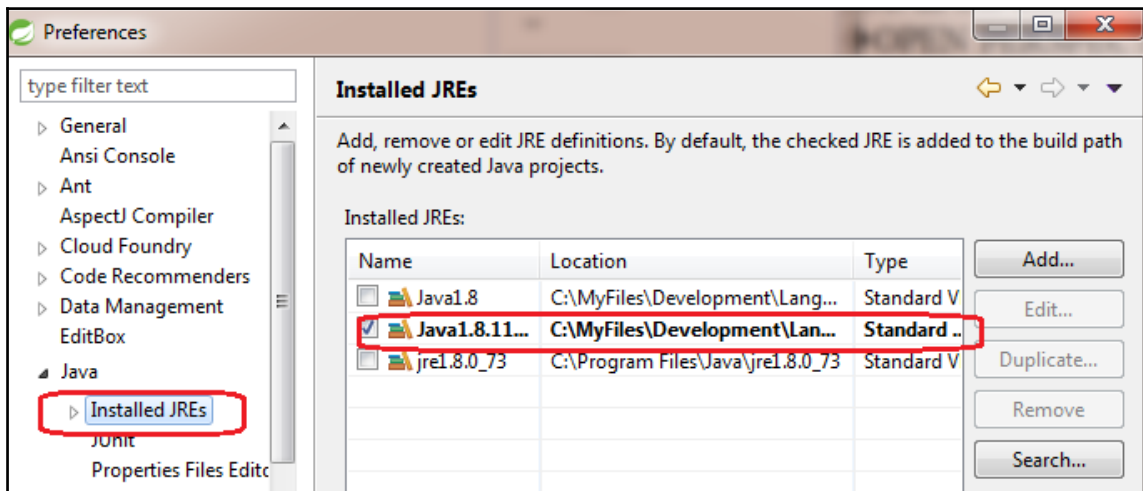 Preferences
type filter text
General
Ansi Console
Ant
AspectJ Compiler
Cloud Foundry
Code Recommenders
Data Management
EditBox
Java
Installed JREs
JUnit
Properties Files Edito
Installed JREs
Add, remove or edit JRE definitions. By default, the checked JRE is added to the build path
of newly created Java projects.
Installed JREs:
Name Location Type
Java1.8 C:\MyFiles\Development\Lang... Standard V
Java1.8.11... C:\MyFiles\Development\Lan... Standard ..
jre1.8.0_73 C:\Program Files\Java\jre1.8.0_73 Standard V
Add...
Edit...
Duplicate...
Remove
Search...